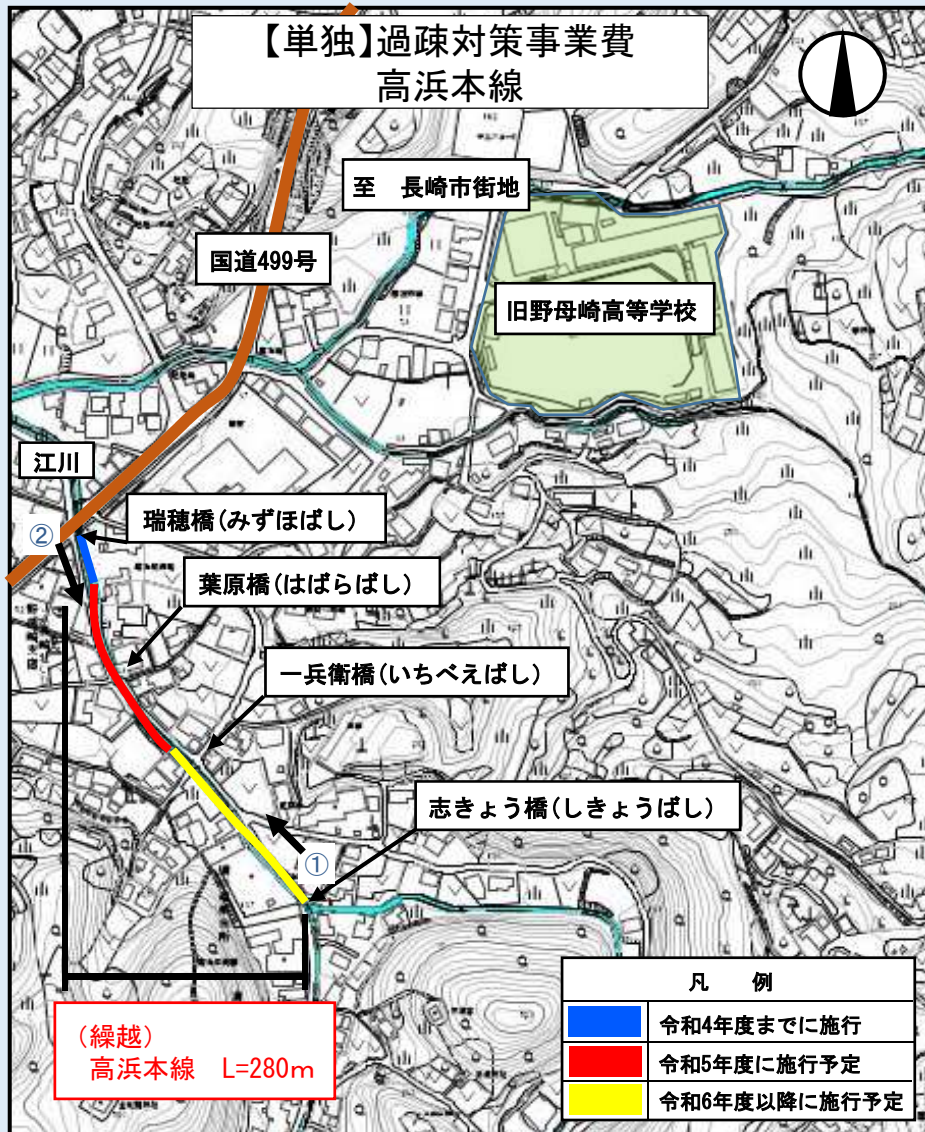 【単独】過疎対策事業費
高浜本線
至　長崎市街地
国道499号
旧野母崎高等学校
江川
瑞穂橋(みずほばし)
②
葉原橋(はばらばし)
一兵衛橋(いちべえばし)
志きょう橋(しきょうばし)
①
(繰越)
高浜本線　L=280m
凡　例
令和4年度までに施行
令和5年度に施行予定
令和6年度以降に施行予定